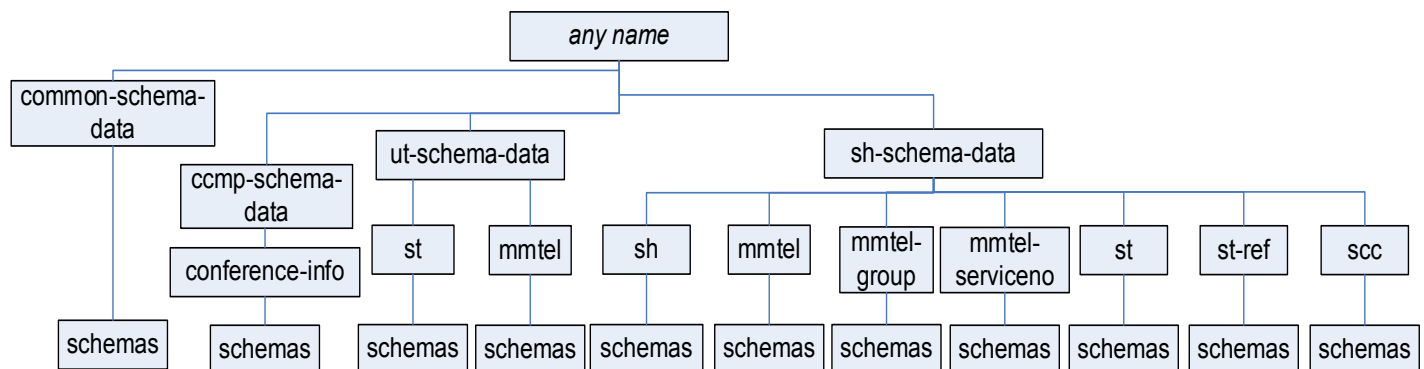 any name
common-schema-
data
ut-schema-data
sh-schema-data
ccmp-schema-
data
st
mmtel
sh
mmtel
mmtel-
group
mmtel-
serviceno
st
st-ref
scc
conference-info
schemas
schemas
schemas
schemas
schemas
schemas
schemas
schemas
schemas
schemas
schemas